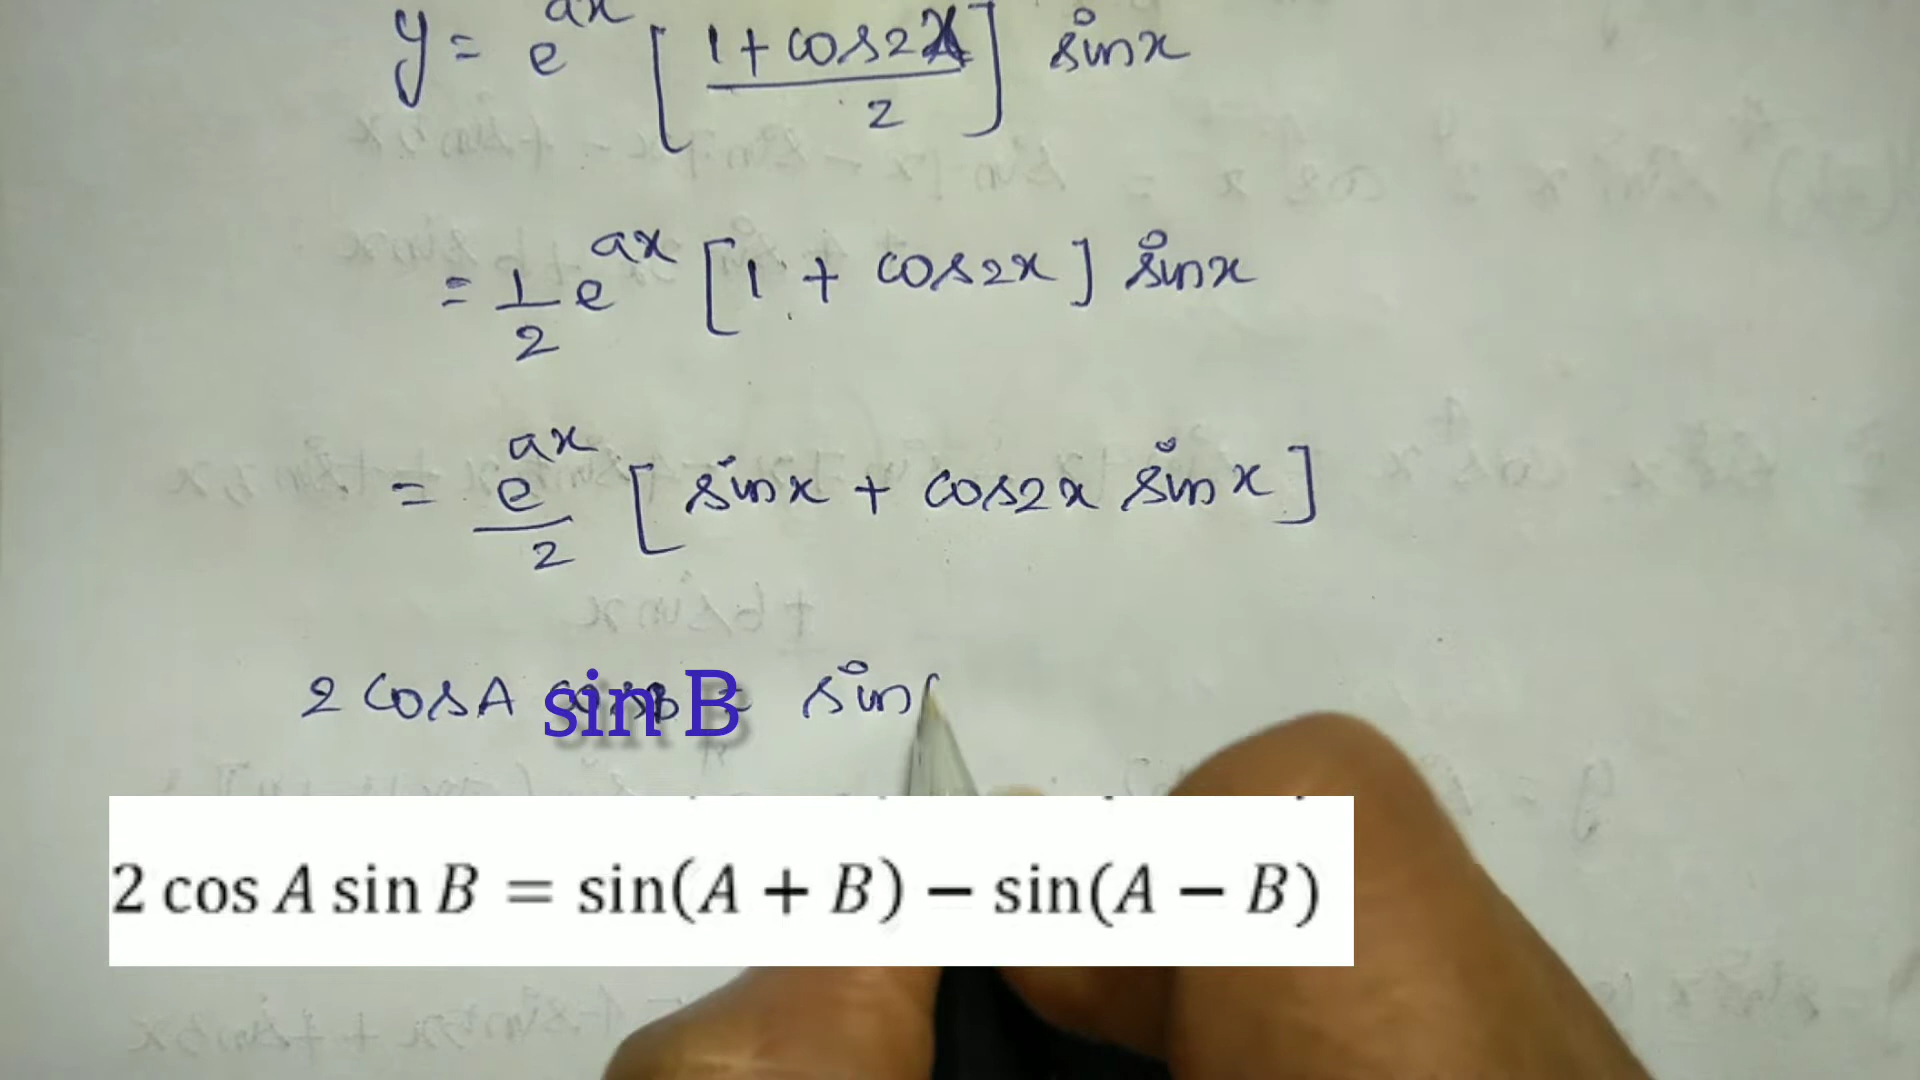 y = e^ax [ 1 + cos2x / 2 ] sinx
= 1/2 e^ax [ 1 + cos2x ] sinx
= e^ax / 2 [ sinx + cos2x sinx ]
2 cosA sin B = sin(
2 cos A sin B = sin(A + B) − sin(A − B)